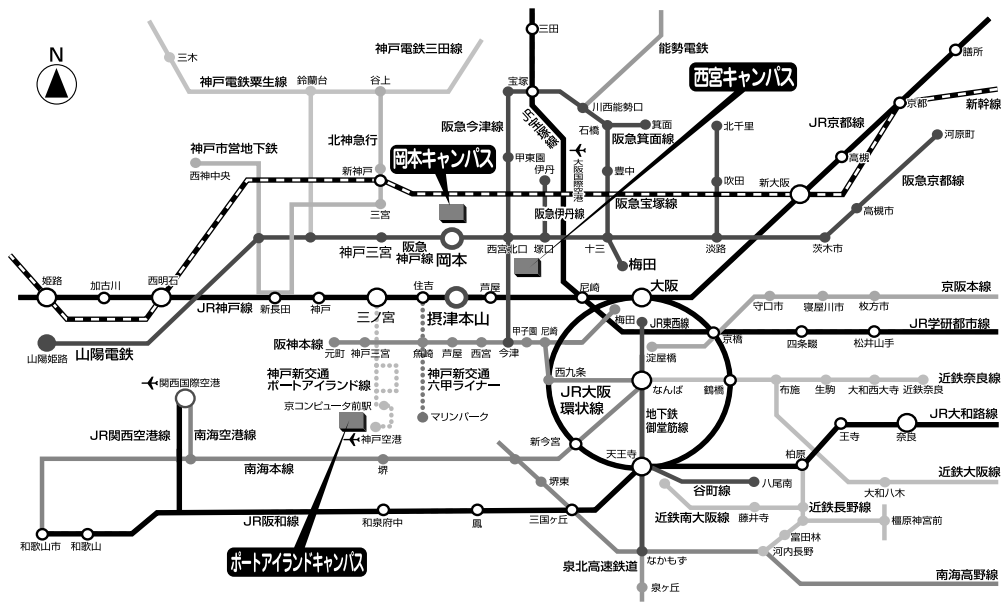 N
三田
膳所
三木
神戸電鉄三田線
能勢電鉄
神戸電鉄粟生線
鈴蘭台
谷上
宝塚
西宮キャンパス
京都
新幹線
川西能勢口
JR宝塚線
阪急今津線
石橋
箕面
阪急箕面線
北千里
JR京都線
河原町
北神急行
神戸市営地下鉄
西神中央
岡本キャンパス
甲東園
伊丹
大阪国際空港
豊中
高槻
新神戸
吹田
新大阪
阪急京都線
三宮
阪急伊丹線
阪急宝塚線
高槻市
神戸三宮
阪急
神戸線
岡本
西宮北口
塚口
十三
淡路
茨木市
梅田
姫路
加古川
西明石
住吉
芦屋
尼崎
大阪
京阪本線
JR神戸線
新長田
神戸
三ノ宮
摂津本山
守口市
寝屋川市
枚方市
梅田
JR東西線
JR学研都市線
甲子園
尼崎
京橋
四条畷
松井山手
山陽姫路
山陽電鉄
阪神本線
元町
神戸三宮
魚崎
芦屋
西宮
今津
淀屋橋
神戸新交通
ポートアイランド線
神戸新交通
六甲ライナー
西九条
近鉄奈良線
関西国際空港
JR大阪
環状線
なんば
鶴橋
布施
生駒
大和西大寺
近鉄奈良
京コンピュータ前駅
マリンパーク
地下鉄
御堂筋線
JR大和路線
JR関西空港線
南海空港線
神戸空港
新今宮
王寺
奈良
天王寺
柏原
南海本線
堺
堺東
谷町線
八尾南
近鉄大阪線
大和八木
JR阪和線
和泉府中
鳳
三国ヶ丘
近鉄南大阪線
藤井寺
近鉄長野線
橿原神宮前
富田林
和歌山市
和歌山
河内長野
ポートアイランドキャンパス
泉北高速鉄道
なかもず
南海高野線
泉ヶ丘